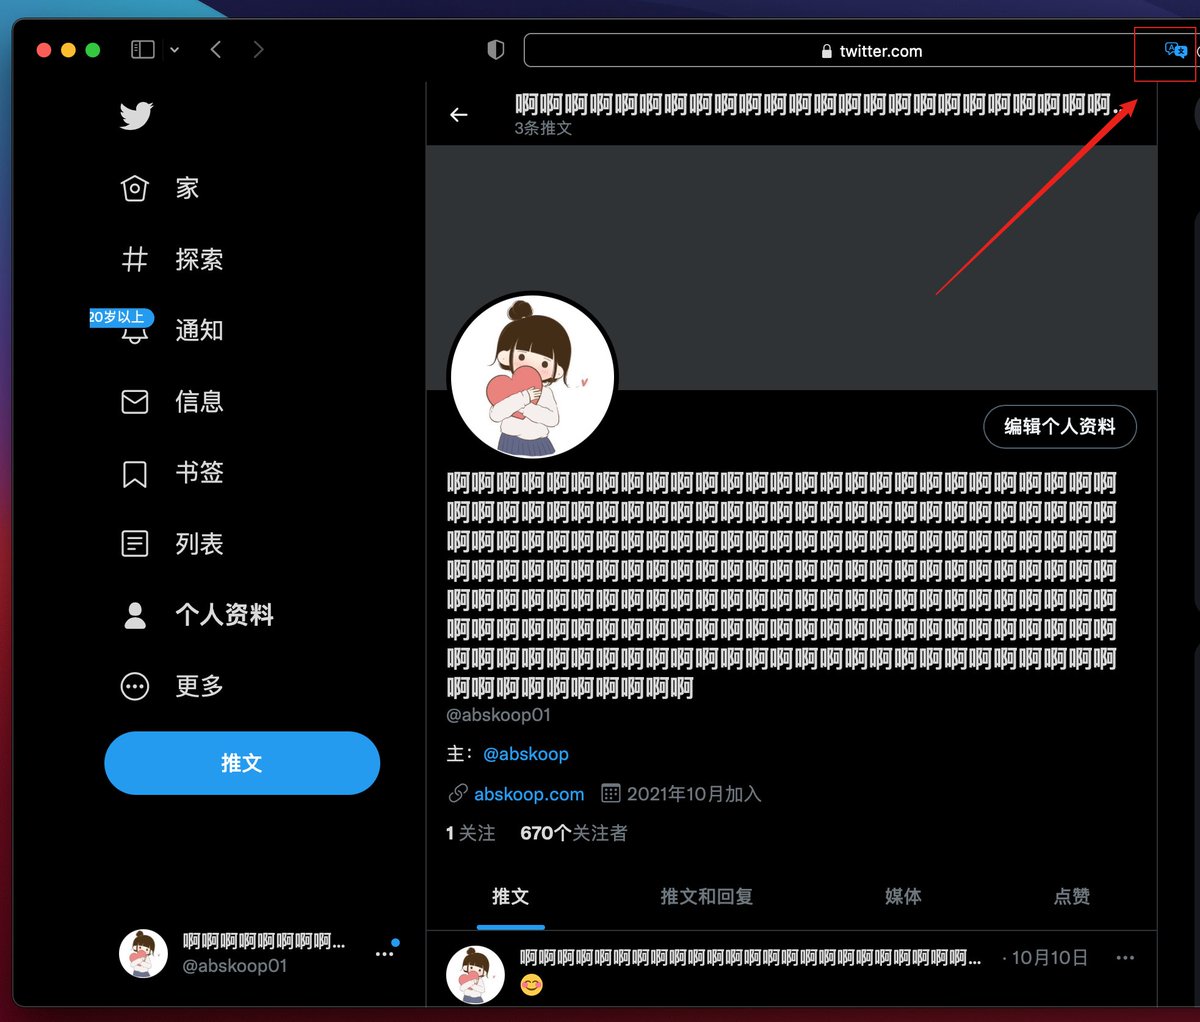 twitter.com
啊啊啊啊啊啊啊啊啊啊啊啊啊啊啊啊啊啊啊啊啊啊啊啊...
3条推文
家
探索
20岁以上
通知
信息
书签
列表
个人资料
更多
推文
啊啊啊啊啊啊啊啊...
@abskoop01
编辑个人资料
啊啊啊啊啊啊啊啊啊啊啊啊啊啊啊啊啊啊啊啊啊啊啊啊啊啊啊
啊啊啊啊啊啊啊啊啊啊啊啊啊啊啊啊啊啊啊啊啊啊啊啊啊啊啊
啊啊啊啊啊啊啊啊啊啊啊啊啊啊啊啊啊啊啊啊啊啊啊啊啊啊啊
啊啊啊啊啊啊啊啊啊啊啊啊啊啊啊啊啊啊啊啊啊啊啊啊啊啊啊
啊啊啊啊啊啊啊啊啊啊啊啊啊啊啊啊啊啊啊啊啊啊啊啊啊啊啊
啊啊啊啊啊啊啊啊啊啊啊啊啊啊啊啊啊啊啊啊啊啊啊啊啊啊啊
啊啊啊啊啊啊啊啊啊啊啊啊啊啊啊啊啊啊啊啊啊啊啊啊啊啊啊
啊啊啊啊啊啊啊啊啊啊
@abskoop01
主：@abskoop
abskoop.com 2021年10月加入
1 关注 670个关注者
推文 推文和回复 媒体 点赞
啊啊啊啊啊啊啊啊啊啊啊啊啊啊啊啊啊啊啊啊啊啊啊啊... · 10月10日
😊